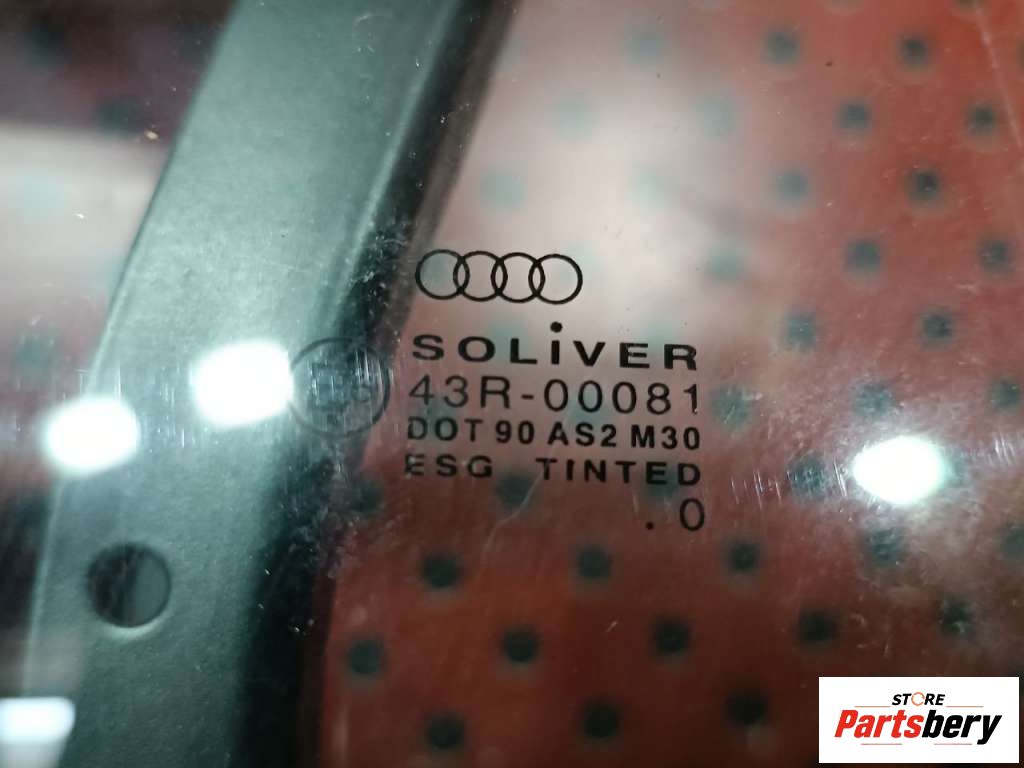 SOLiVER
43R-00081
DOT 90 AS2 M30
ESG TINTED
. 0
STORE
Partsbery